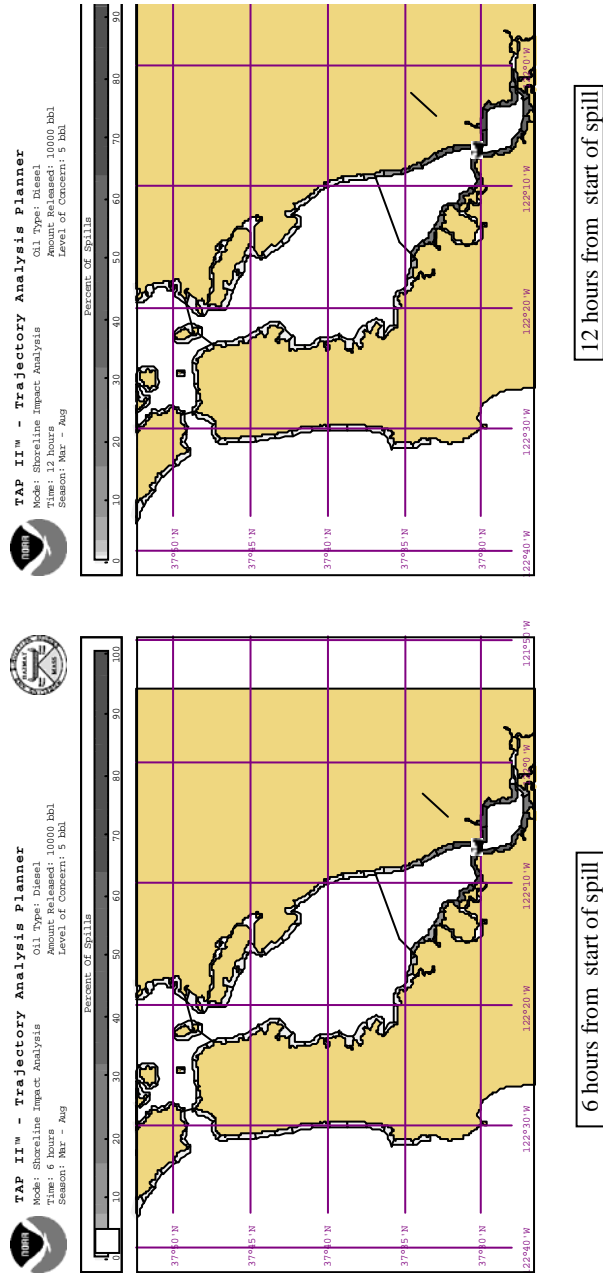 NOAA
TAP II™ - Trajectory Analysis Planner
Mode: Shoreline Impact Analysis Oil Type: Diesel
Time: 6 hours Amount Released: 10000 bbl
Season: Mar - Aug Level of Concern: 5 bbl
Percent Of Spills
0 10 20 30 40 50 60 70 80 90 100
37°50'N
37°45'N
37°40'N
37°35'N
37°30'N
22°40'W 122°30'W 122°20'W 122°10'W 122°0'W 121°50'W
6 hours from start of spill
NOAA
TAP II™ - Trajectory Analysis Planner
Mode: Shoreline Impact Analysis Oil Type: Diesel
Time: 12 hours Amount Released: 10000 bbl
Season: Mar - Aug Level of Concern: 5 bbl
Percent Of Spills
0 10 20 30 40 50 60 70 80 90
37°50'N
37°45'N
37°40'N
37°35'N
37°30'N
122°40'W 122°30'W 122°20'W 122°10'W 122°0'W
12 hours from start of spill